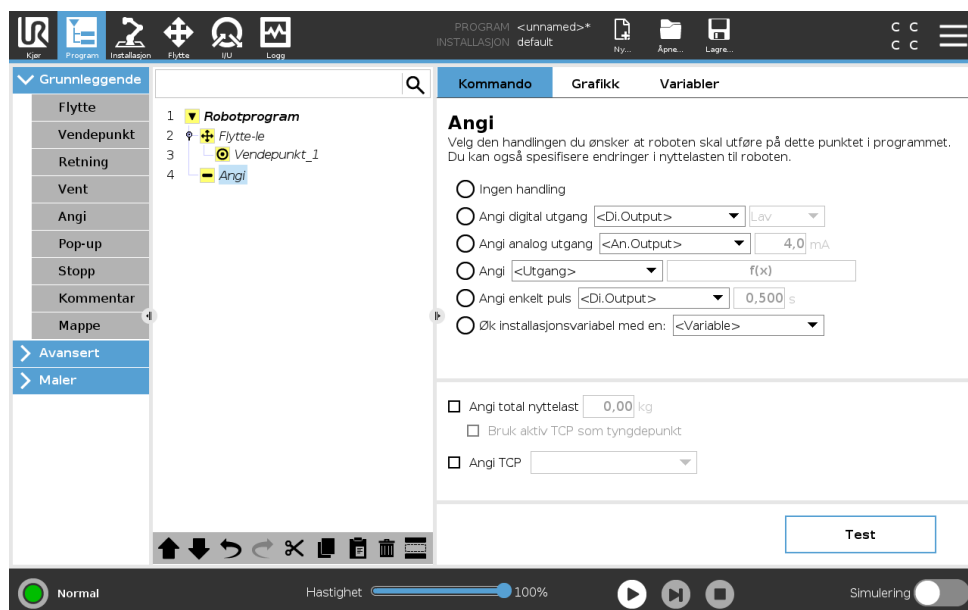 PROGRAM <unnamed>*
INSTALLASJON default
Kjør Program Installasjon Flytte I/U Logg Ny... Åpne... Lagre...
C C
C C
Grunnleggende
Flytte
Vendepunkt
Retning
Vent
Angi
Pop-up
Stopp
Kommentar
Mappe
Avansert
Maler
1 Robotprogram
2 Flytte-le
3 Vendepunkt_1
4 Angi
Kommando Grafikk Variabler
Angi
Velg den handlingen du ønsker at roboten skal utføre på dette punktet i programmet.
Du kan også spesifisere endringer i nyttelasten til roboten.
Ingen handling
Angi digital utgang <Di.Output> Lav
Angi analog utgang <An.Output> 4,0 mA
Angi <Utgang> f(x)
Angi enkelt puls <Di.Output> 0,500 s
Øk installasjonsvariabel med en: <Variable>
Angi total nyttelast 0,00 kg
Bruk aktiv TCP som tyngdepunkt
Angi TCP
Test
Normal Hastighet 100% Simulering